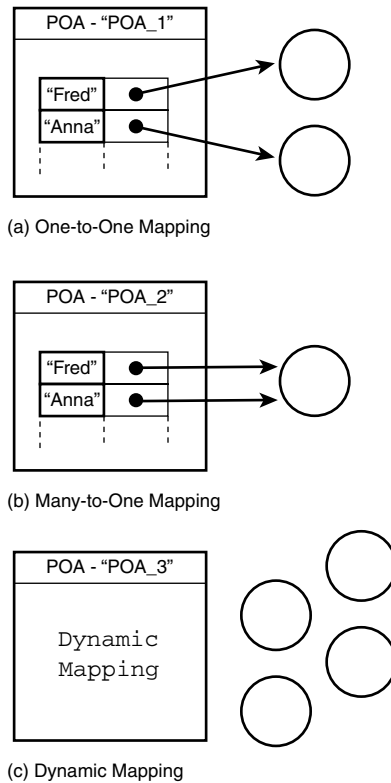 POA - “POA_1”
“Fred”
“Anna”
(a) One-to-One Mapping
POA - “POA_2”
“Fred”
“Anna”
(b) Many-to-One Mapping
POA - “POA_3”
Dynamic
Mapping
(c) Dynamic Mapping